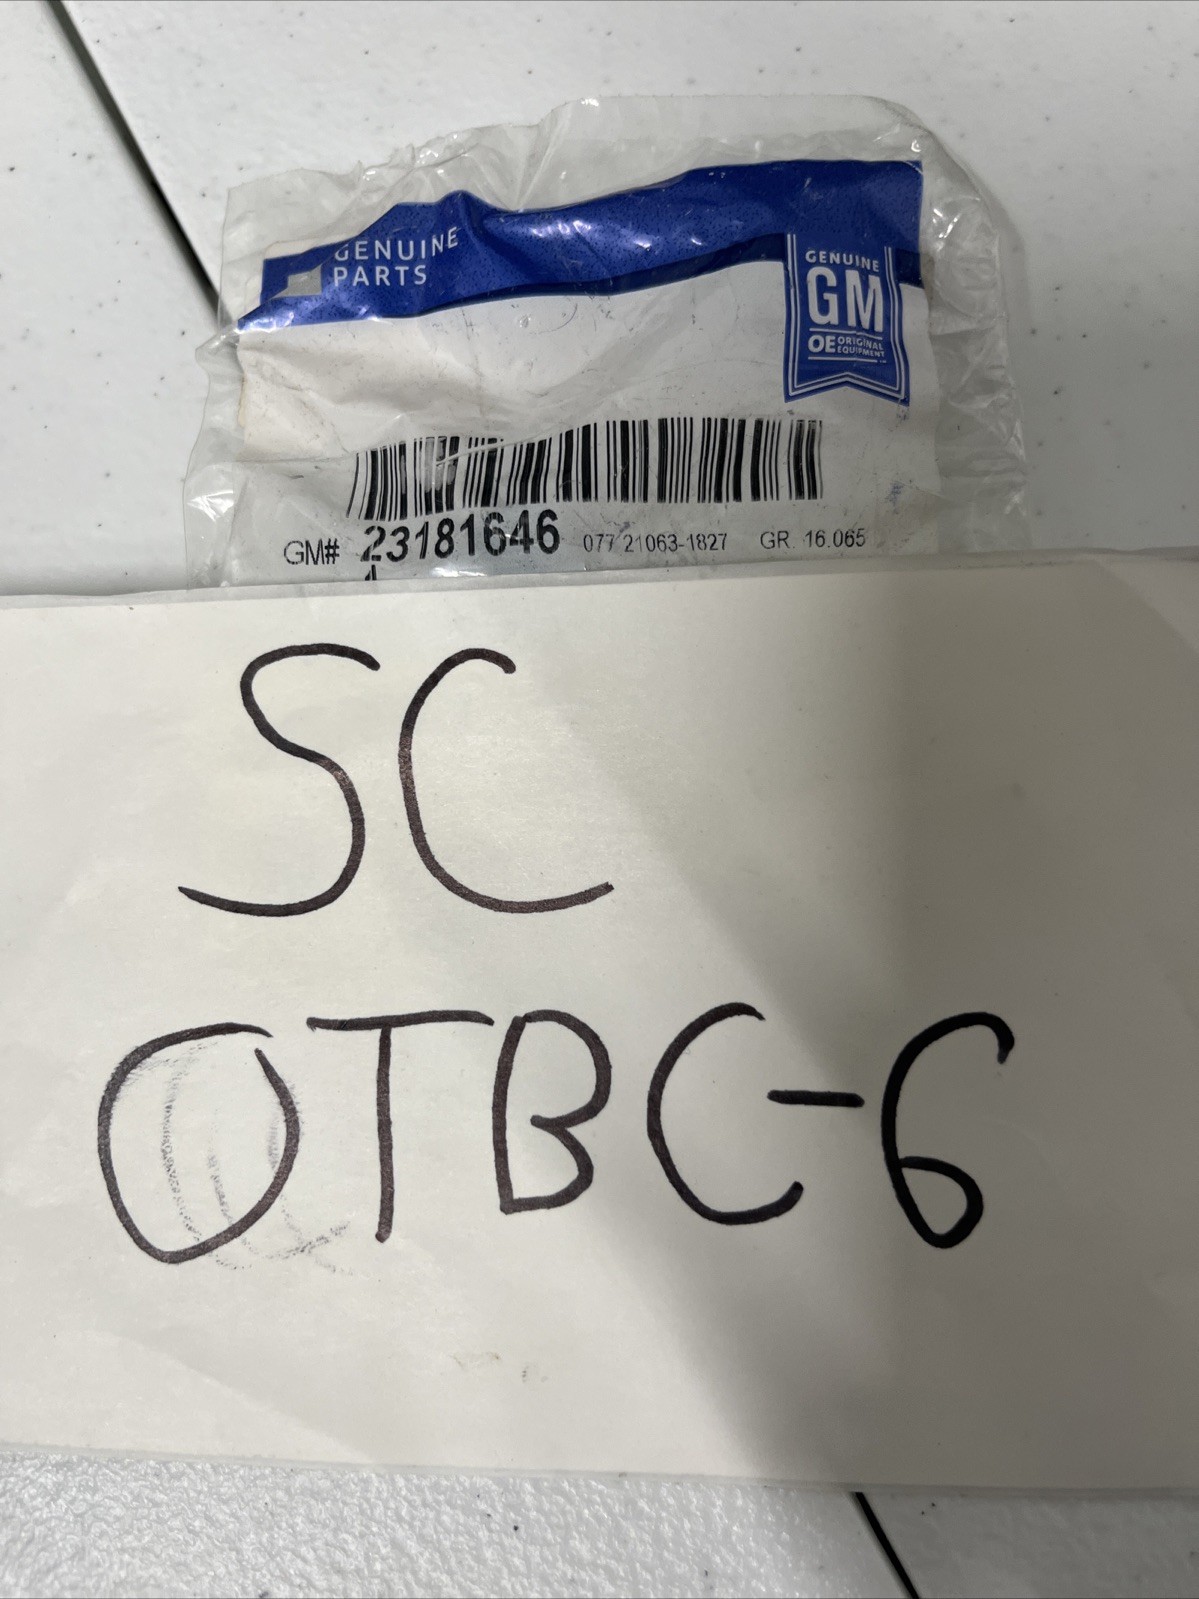 GENUINE
PARTS
GENUINE
GM
OE ORIGINAL
EQUIPMENT
GM# 23181646 077 21063-1827 GR. 16.065
SC
OTBC-6